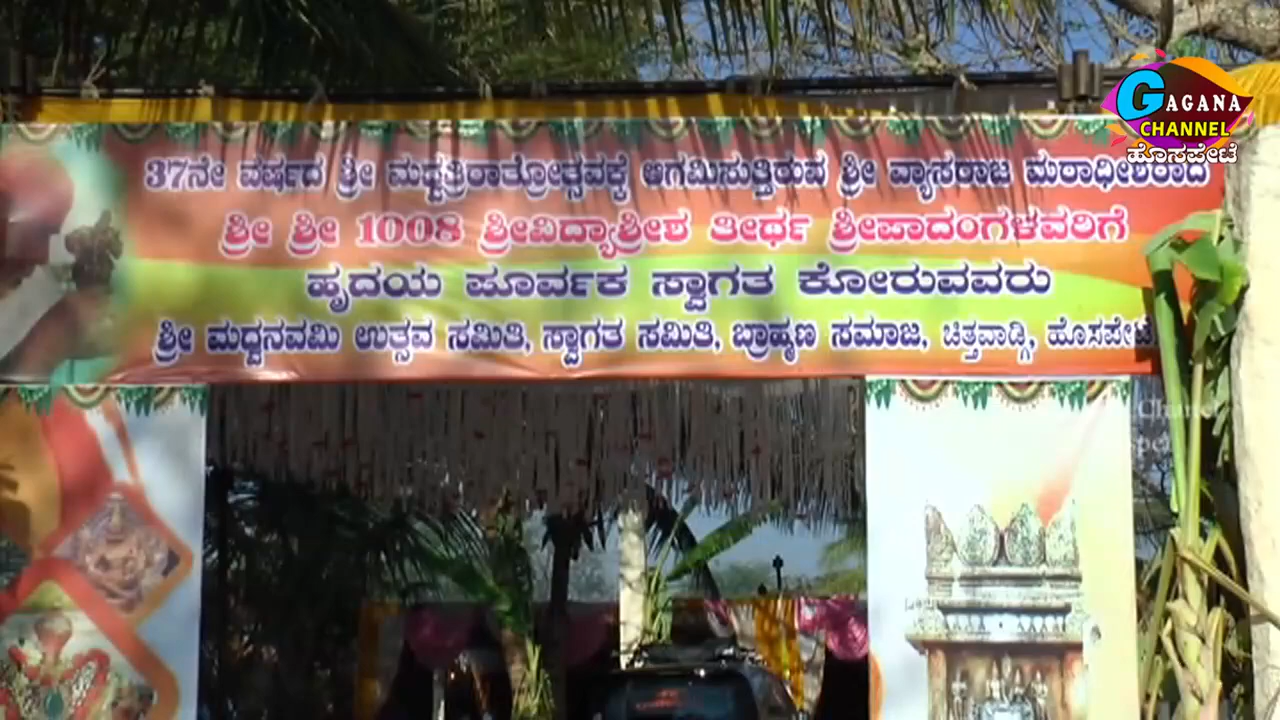 GAGANA
CHANNEL
ಹೊಸಪೇಟೆ
37ನೇ ವರ್ಷದ ಶ್ರೀ ಮಧ್ವತ್ರಿರಾತ್ರೋತ್ಸವಕ್ಕೆ ಆಗಮಿಸುತ್ತಿರುವ ಶ್ರೀ ವ್ಯಾಸರಾಜ ಮಠಾಧೀಶರಾದ
ಶ್ರೀ ಶ್ರೀ 1008 ಶ್ರೀವಿದ್ಯಾಶ್ರೀಶ ತೀರ್ಥ ಶ್ರೀಪಾದಂಗಳವರಿಗೆ
ಹೃದಯ ಪೂರ್ವಕ ಸ್ವಾಗತ ಕೋರುವವರು
ಶ್ರೀ ಮಧ್ವನವಮಿ ಉತ್ಸವ ಸಮಿತಿ, ಸ್ವಾಗತ ಸಮಿತಿ, ಬ್ರಾಹ್ಮಣ ಸಮಾಜ, ಚಿತ್ತವಾಡ್ಗಿ, ಹೊಸಪೇಟೆ